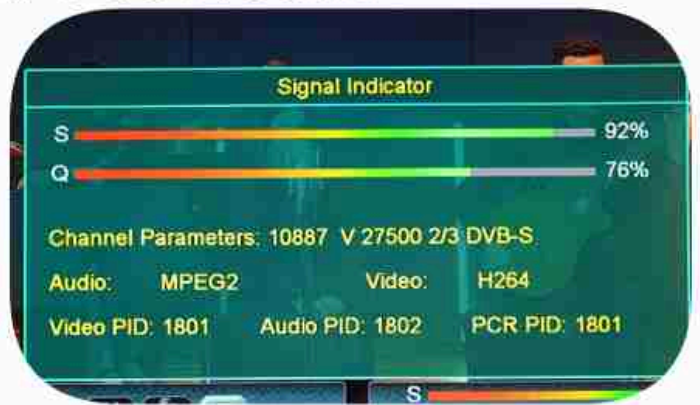 Signal Indicator
S 92%
Q 76%
Channel Parameters: 10887 V 27500 2/3 DVB-S
Audio: MPEG2 Video: H264
Video PID: 1801 Audio PID: 1802 PCR PID: 1801
S